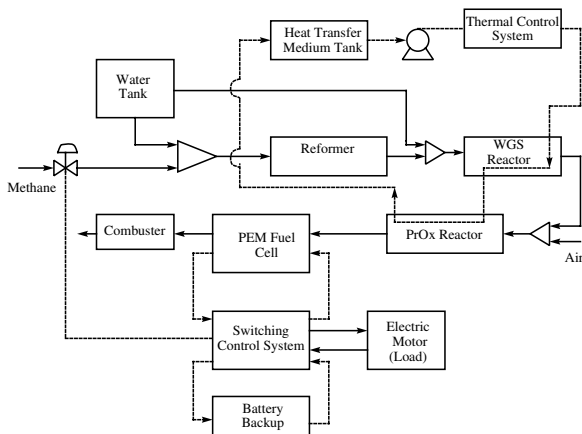 Heat Transfer
Medium Tank
Thermal Control
System
Water
Tank
Reformer
WGS
Reactor
Methane
Combuster
PEM Fuel
Cell
PrOx Reactor
Air
Switching
Control System
Electric
Motor
(Load)
Battery
Backup